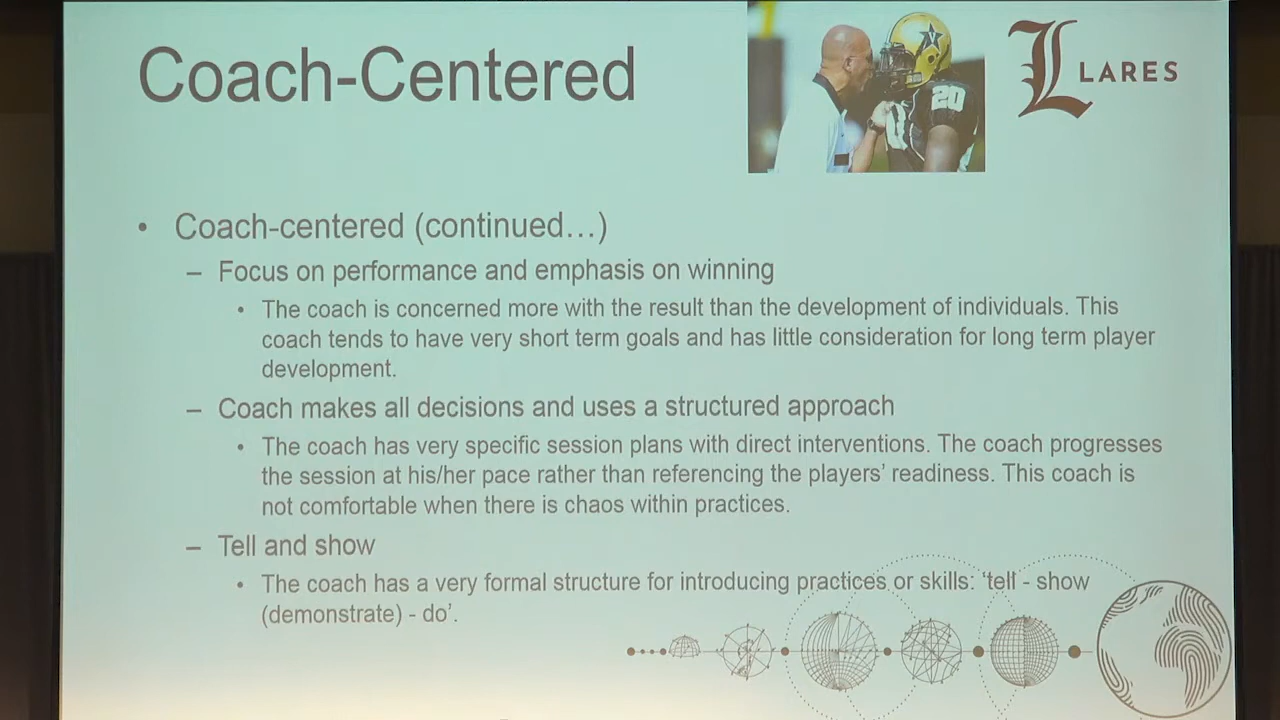 Coach-Centered
L LARES
V
20
• Coach-centered (continued…)
– Focus on performance and emphasis on winning
• The coach is concerned more with the result than the development of individuals. This
coach tends to have very short term goals and has little consideration for long term player
development.
– Coach makes all decisions and uses a structured approach
• The coach has very specific session plans with direct interventions. The coach progresses
the session at his/her pace rather than referencing the players’ readiness. This coach is
not comfortable when there is chaos within practices.
– Tell and show
• The coach has a very formal structure for introducing practices or skills: ‘tell - show
(demonstrate) - do’.